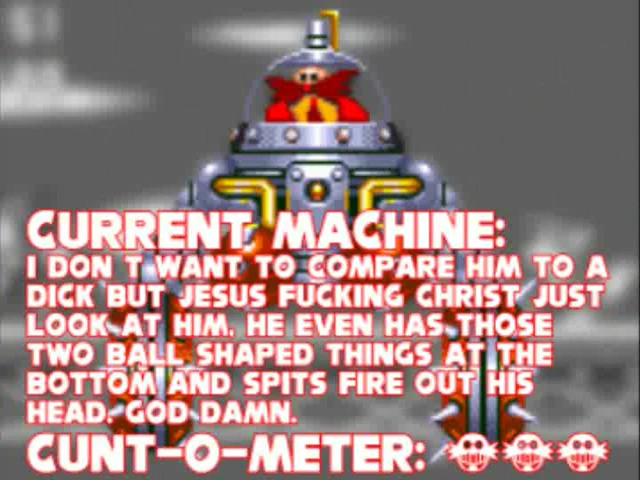 CURRENT MACHINE:
I DON T WANT TO COMPARE HIM TO A
DICK BUT JESUS FUCKING CHRIST JUST
LOOK AT HIM. HE EVEN HAS THOSE
TWO BALL SHAPED THINGS AT THE
BOTTOM AND SPITS FIRE OUT HIS
HEAD. GOD DAMN.
CUNT-O-METER: